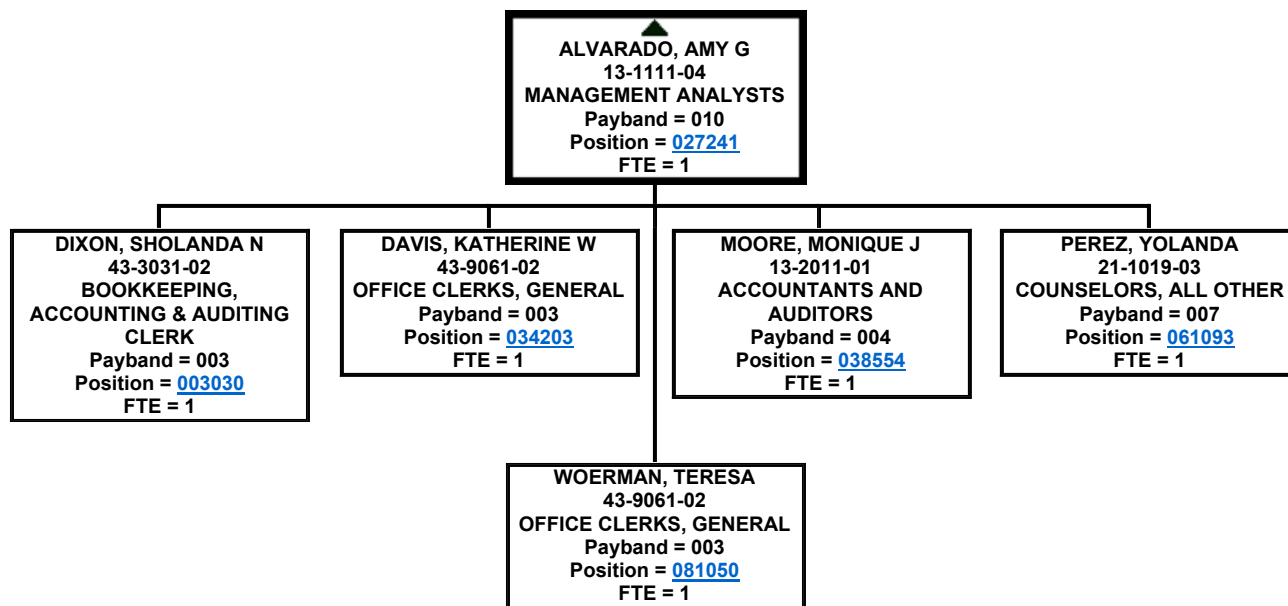 ALVARADO, AMY G
13-1111-04
MANAGEMENT ANALYSTS
Payband = 010
Position = 027241
FTE = 1
DIXON, SHOLANDA N
43-3031-02
BOOKKEEPING,
ACCOUNTING & AUDITING
CLERK
Payband = 003
Position = 003030
FTE = 1
DAVIS, KATHERINE W
43-9061-02
OFFICE CLERKS, GENERAL
Payband = 003
Position = 034203
FTE = 1
MOORE, MONIQUE J
13-2011-01
ACCOUNTANTS AND
AUDITORS
Payband = 004
Position = 038554
FTE = 1
PEREZ, YOLANDA
21-1019-03
COUNSELORS, ALL OTHER
Payband = 007
Position = 061093
FTE = 1
WOERMAN, TERESA
43-9061-02
OFFICE CLERKS, GENERAL
Payband = 003
Position = 081050
FTE = 1